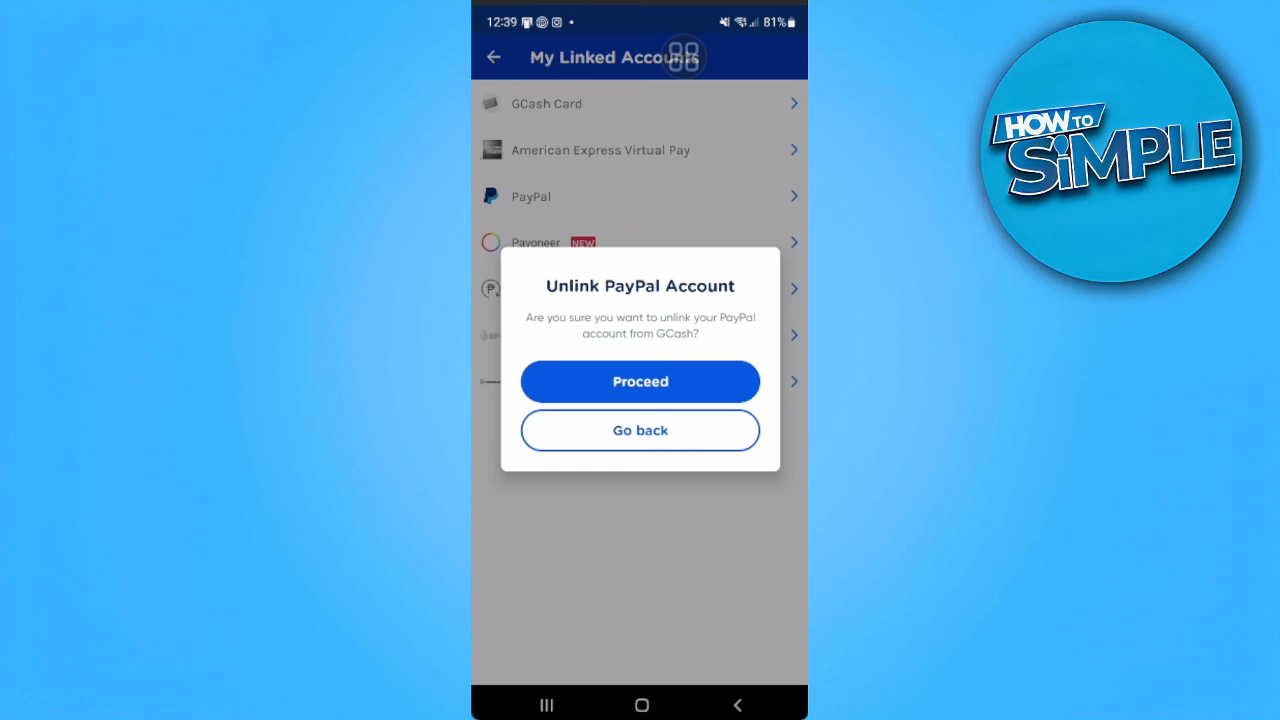 12:39
81%
My Linked Accounts
GCash Card
American Express Virtual Pay
PayPal
Payoneer NEW
Unlink PayPal Account
Are you sure you want to unlink your PayPal
account from GCash?
Proceed
Go back
HOW TO
SiMPLE